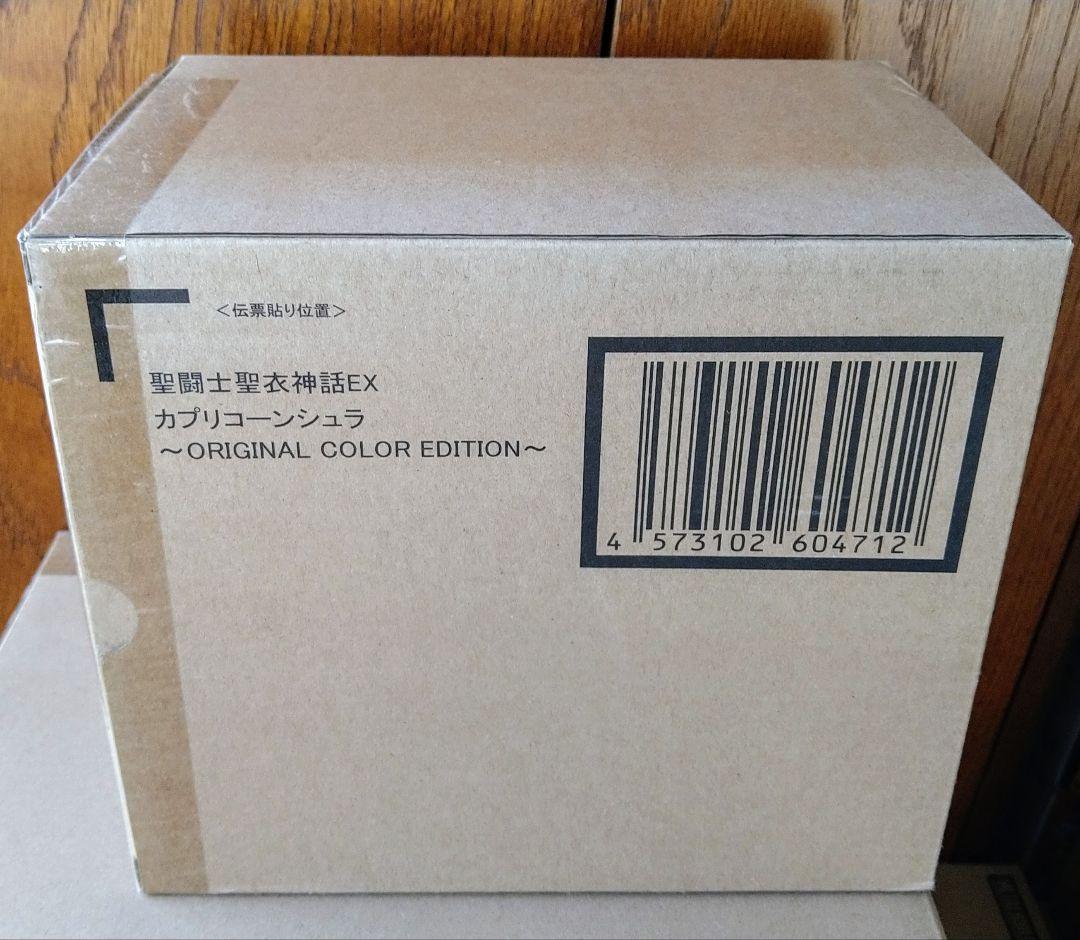 ＜伝票貼り位置＞
聖闘士聖衣神話EX
カプリコーンシュラ
～ORIGINAL COLOR EDITION～
4 573102 604712